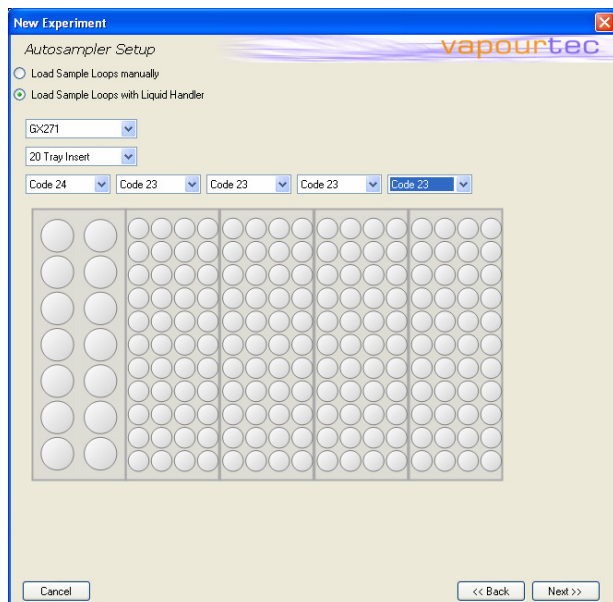 New Experiment
Autosampler Setup
vapourtec
Load Sample Loops manually
Load Sample Loops with Liquid Handler
GX271
20 Tray Insert
Code 24 Code 23 Code 23 Code 23 Code 23
Cancel << Back Next >>